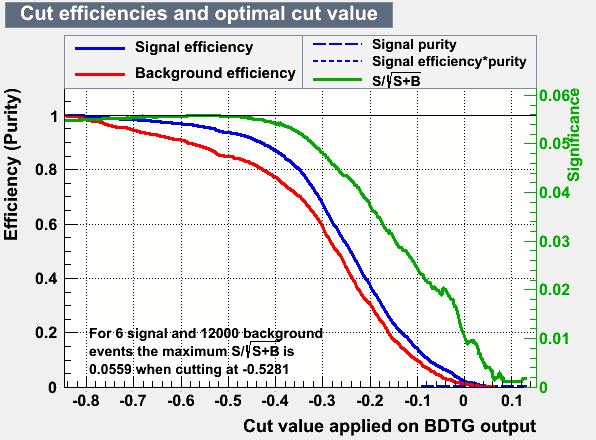 Cut efficiencies and optimal cut value
Signal efficiency
Background efficiency
Signal purity
Signal efficiency*purity
S/√S+B
Efficiency (Purity)
1
0.8
0.6
0.4
0.2
0
Significance
0.06
0.05
0.04
0.03
0.02
0.01
0
For 6 signal and 12000 background
events the maximum S/√S+B is
0.0559 when cutting at -0.5281
-0.8 -0.7 -0.6 -0.5 -0.4 -0.3 -0.2 -0.1 0 0.1
Cut value applied on BDTG output